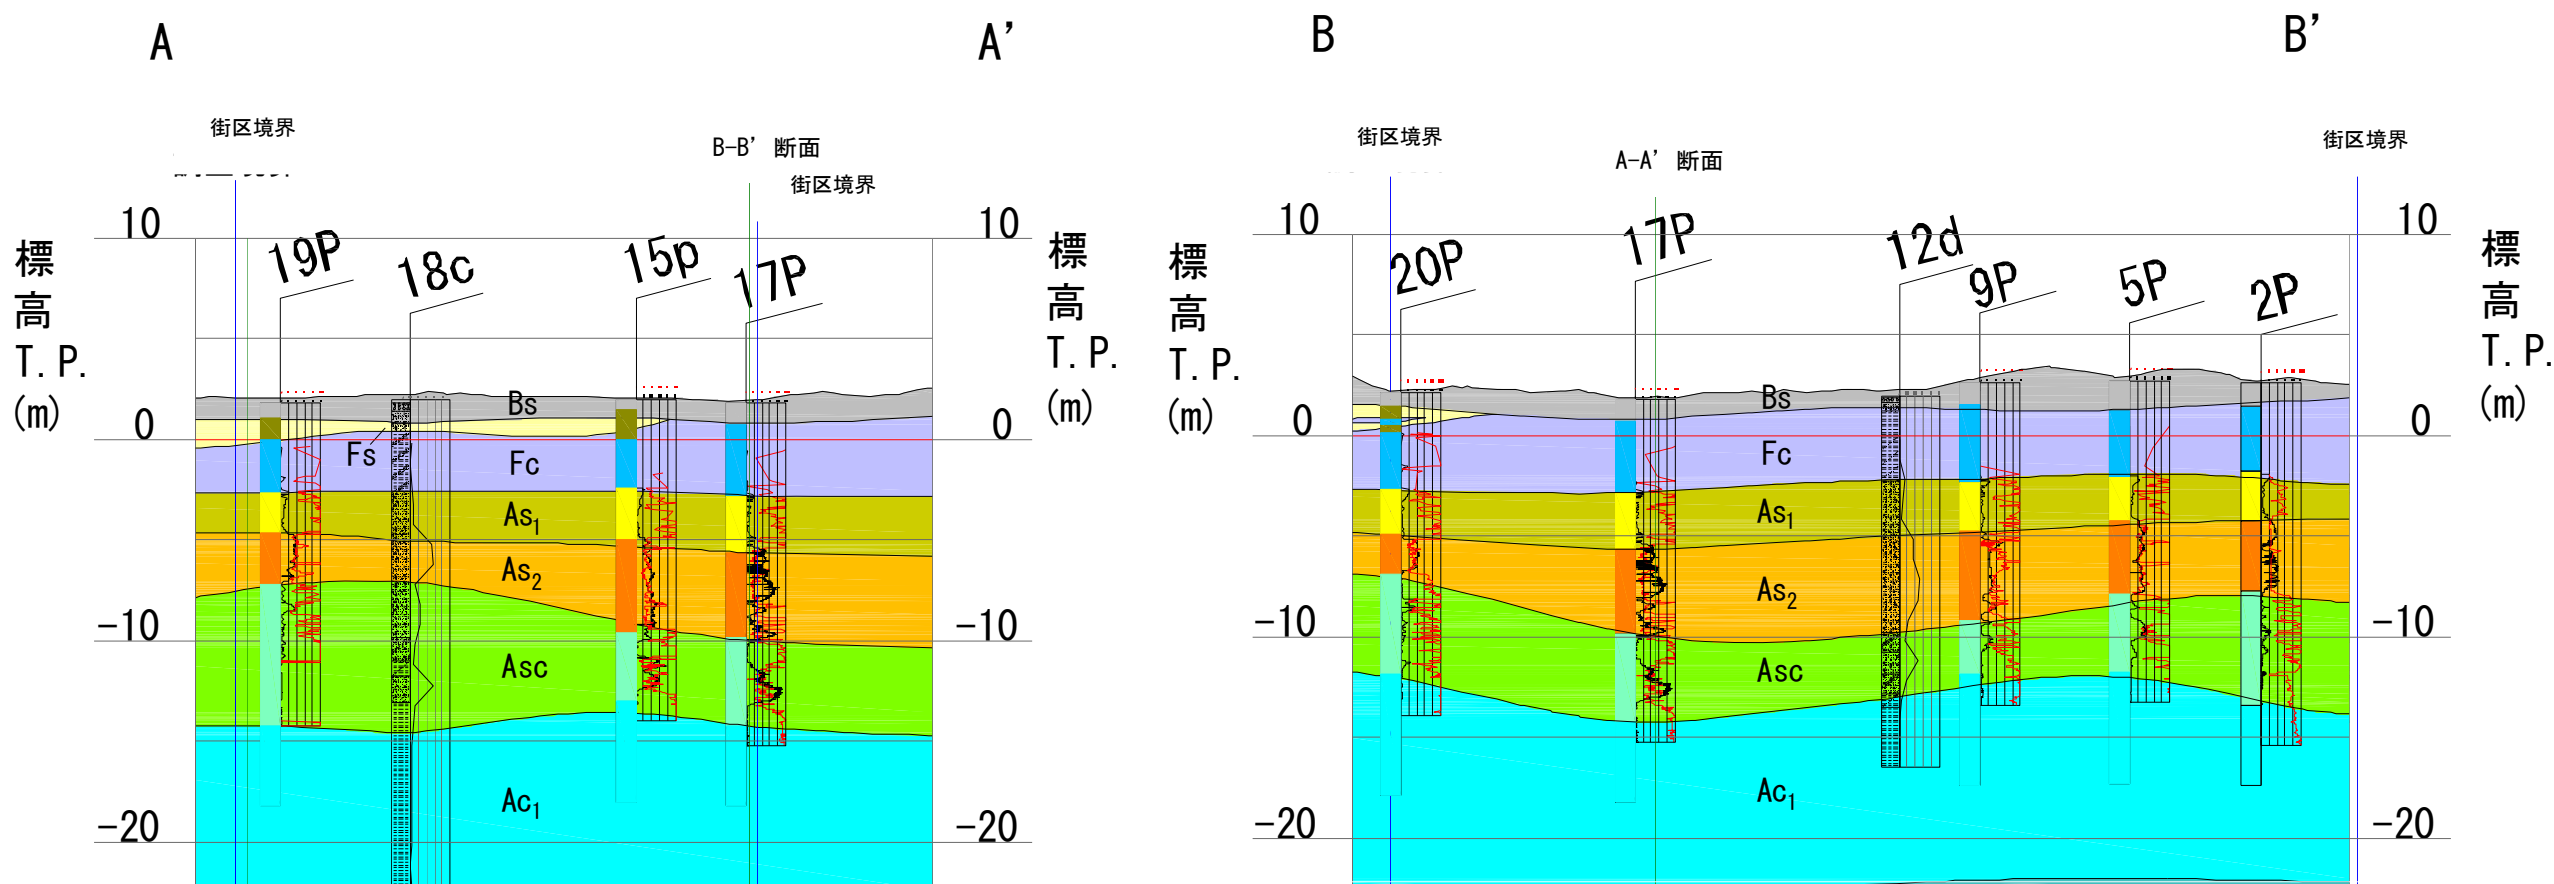 A
A'
街区境界
B-B' 断面
街区境界
標高 T.P. (m)
10
0
-10
-20
19P
18c
15p
17P
Bs
Fs
Fc
As1
As2
Asc
Ac1
10
0
-10
-20
標高 T.P. (m)
B
B'
街区境界
A-A' 断面
街区境界
標高 T.P. (m)
10
0
-10
-20
20P
17P
12d
9P
5P
2P
Bs
Fc
As1
As2
Asc
Ac1
10
0
-10
-20
標高 T.P. (m)